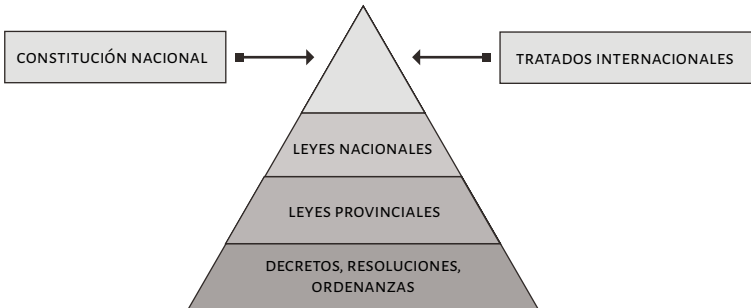 CONSTITUCIÓN NACIONAL
TRATADOS INTERNACIONALES
LEYES NACIONALES
LEYES PROVINCIALES
DECRETOS, RESOLUCIONES,
ORDENANZAS